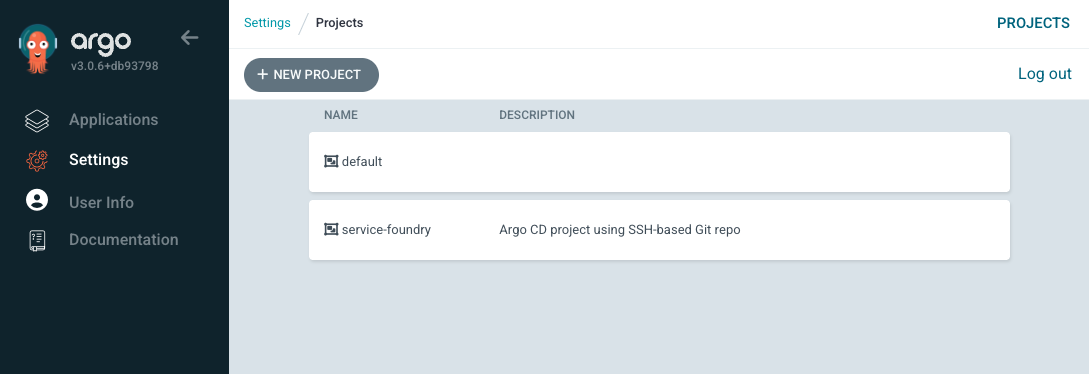 argo
v3.0.6+db93798
Applications
Settings
User Info
Documentation
Settings / Projects
PROJECTS
+ NEW PROJECT
Log out
NAME DESCRIPTION
default
service-foundry Argo CD project using SSH-based Git repo